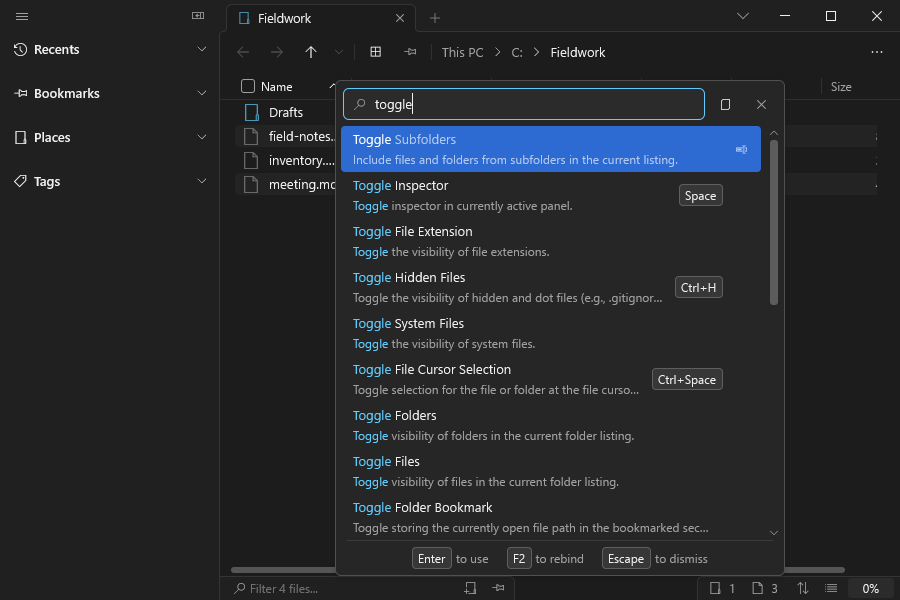 Fieldwork
Recents
Bookmarks
Places
Tags
This PC > C: > Fieldwork
Name
Size
Drafts
field-notes...
inventory....
toggle
Toggle Subfolders
Include files and folders from subfolders in the current listing.
Toggle Inspector
Toggle inspector in currently active panel.
Space
Toggle File Extension
Toggle the visibility of file extensions.
Toggle Hidden Files
Toggle the visibility of hidden and dot files (e.g., .gitignor...
Ctrl+H
Toggle System Files
Toggle the visibility of system files.
Toggle File Cursor Selection
Toggle selection for the file or folder at the file curso...
Ctrl+Space
Toggle Folders
Toggle visibility of folders in the current folder listing.
Toggle Files
Toggle visibility of files in the current folder listing.
Toggle Folder Bookmark
Toggle storing the currently open file path in the bookmarked sec...
Enter to use F2 to rebind Escape to dismiss
Filter 4 files...
1 3 0%